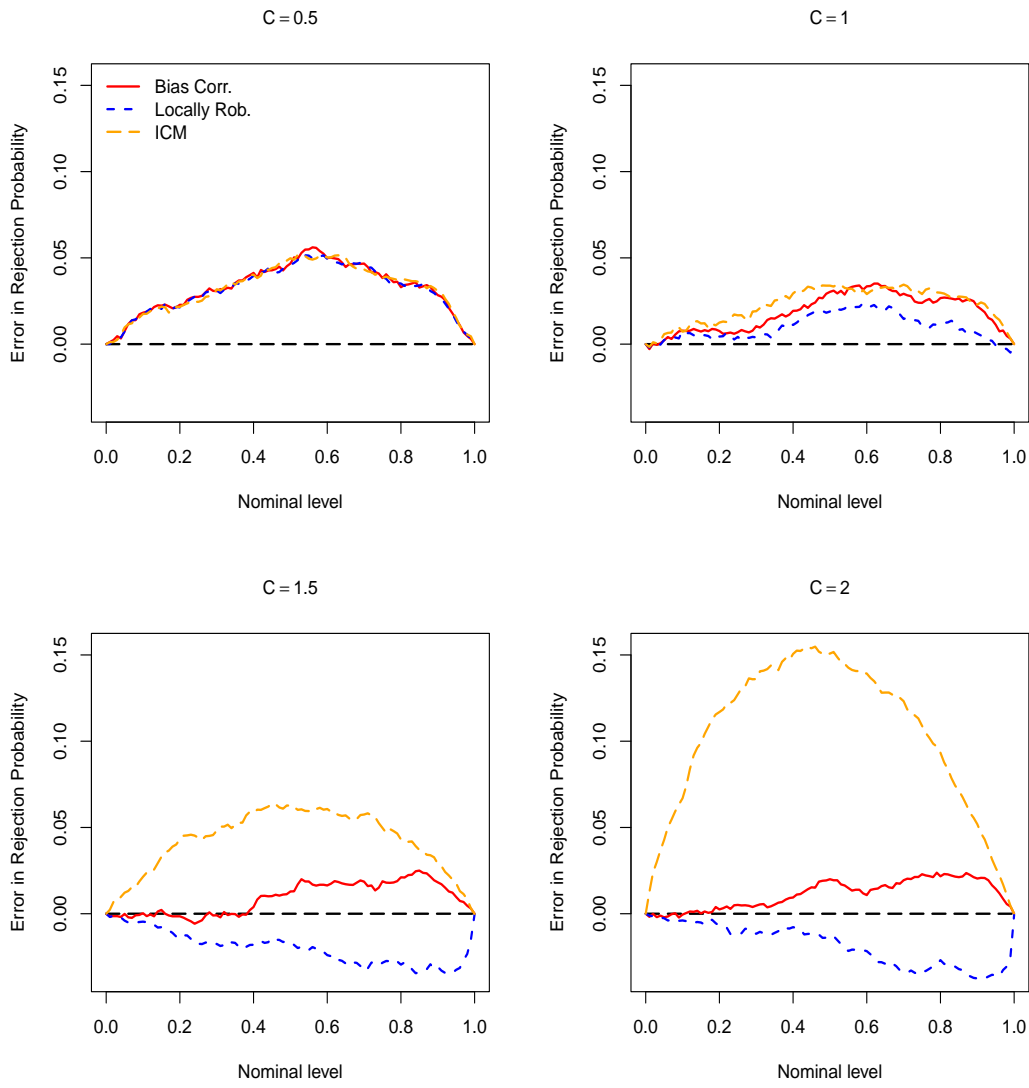 C = 0.5
Error in Rejection Probability
0.00 0.05 0.10 0.15
Bias Corr.
Locally Rob.
ICM
0.0 0.2 0.4 0.6 0.8 1.0
Nominal level
C = 1
Error in Rejection Probability
0.00 0.05 0.10 0.15
0.0 0.2 0.4 0.6 0.8 1.0
Nominal level
C = 1.5
Error in Rejection Probability
0.00 0.05 0.10 0.15
0.0 0.2 0.4 0.6 0.8 1.0
Nominal level
C = 2
Error in Rejection Probability
0.00 0.05 0.10 0.15
0.0 0.2 0.4 0.6 0.8 1.0
Nominal level